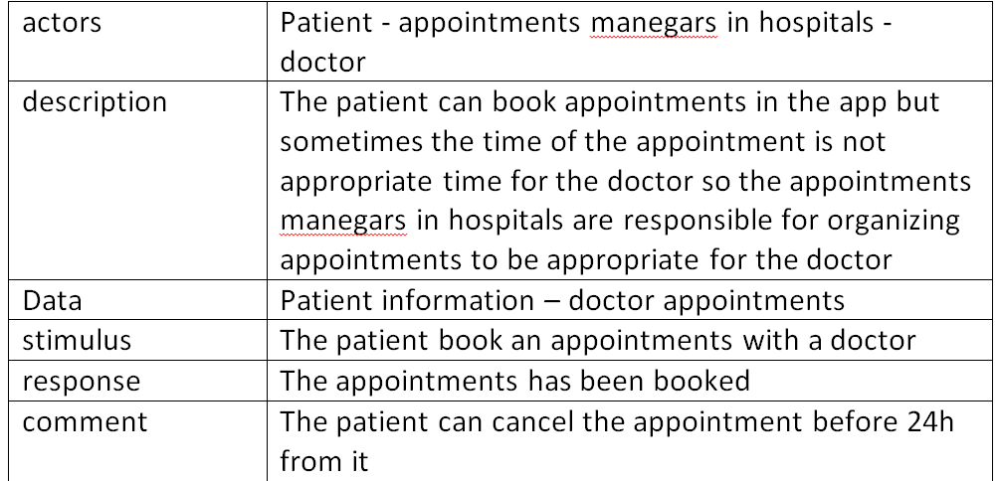 actors
Patient - appointments manegars in hospitals -
doctor
description
The patient can book appointments in the app but
sometimes the time of the appointment is not
appropriate time for the doctor so the appointments
manegars in hospitals are responsible for organizing
appointments to be appropriate for the doctor
Data
Patient information – doctor appointments
stimulus
The patient book an appointments with a doctor
response
The appointments has been booked
comment
The patient can cancel the appointment before 24h
from it